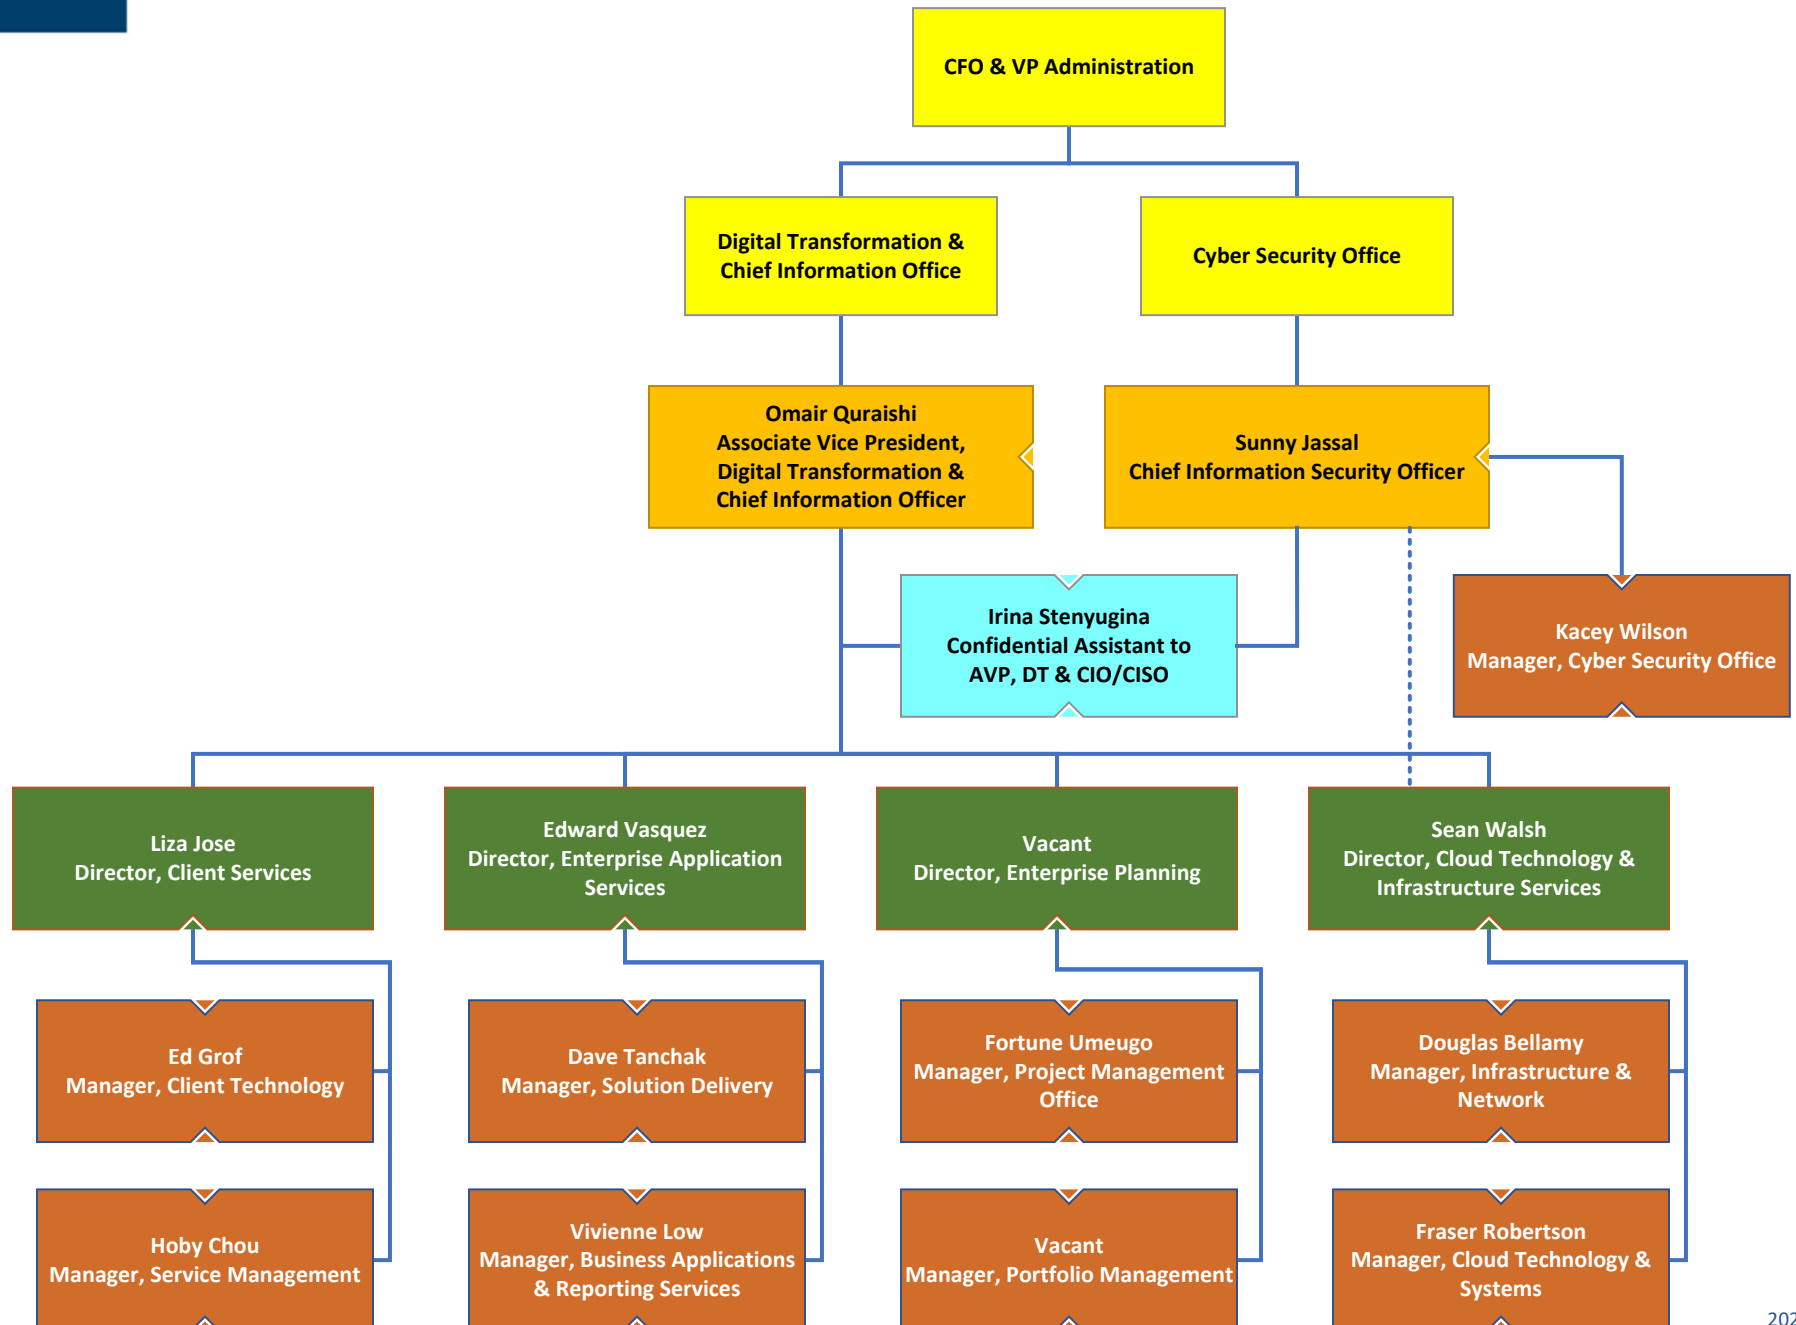 CFO & VP Administration
Digital Transformation &
Chief Information Office
Cyber Security Office
Omair Quraishi
Associate Vice President,
Digital Transformation &
Chief Information Officer
Sunny Jassal
Chief Information Security Officer
Irina Stenyugina
Confidential Assistant to
AVP, DT & CIO/CISO
Kacey Wilson
Manager, Cyber Security Office
Liza Jose
Director, Client Services
Edward Vasquez
Director, Enterprise Application
Services
Vacant
Director, Enterprise Planning
Sean Walsh
Director, Cloud Technology &
Infrastructure Services
Ed Grof
Manager, Client Technology
Dave Tanchak
Manager, Solution Delivery
Fortune Umeugo
Manager, Project Management
Office
Douglas Bellamy
Manager, Infrastructure &
Network
Hoby Chou
Manager, Service Management
Vivienne Low
Manager, Business Applications
& Reporting Services
Vacant
Manager, Portfolio Management
Fraser Robertson
Manager, Cloud Technology &
Systems
202